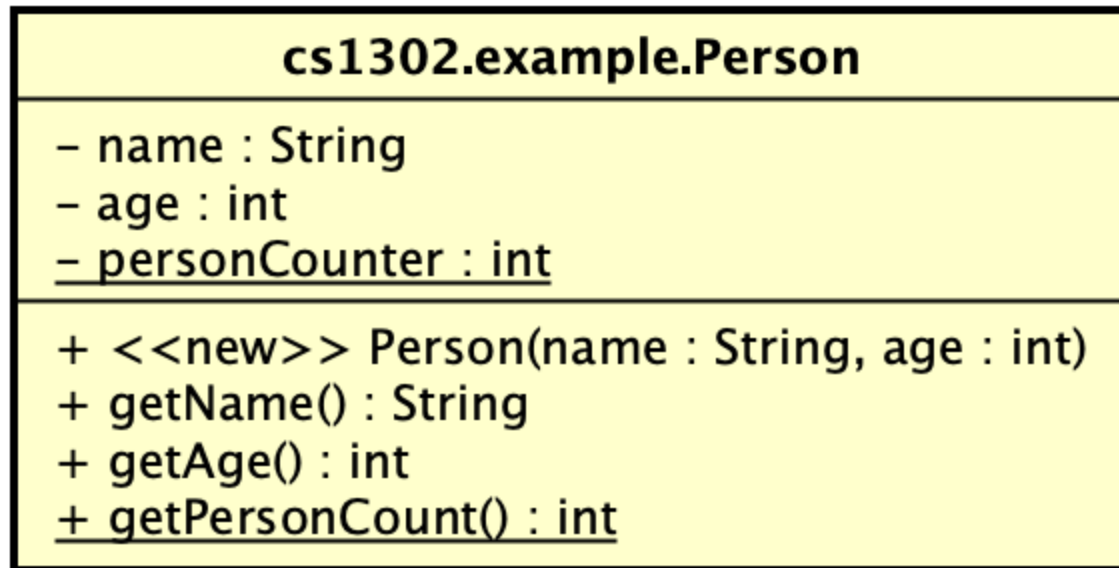 cs1302.example.Person
– name : String
– age : int
– personCounter : int
+ <<new>> Person(name : String, age : int)
+ getName() : String
+ getAge() : int
+ getPersonCount() : int